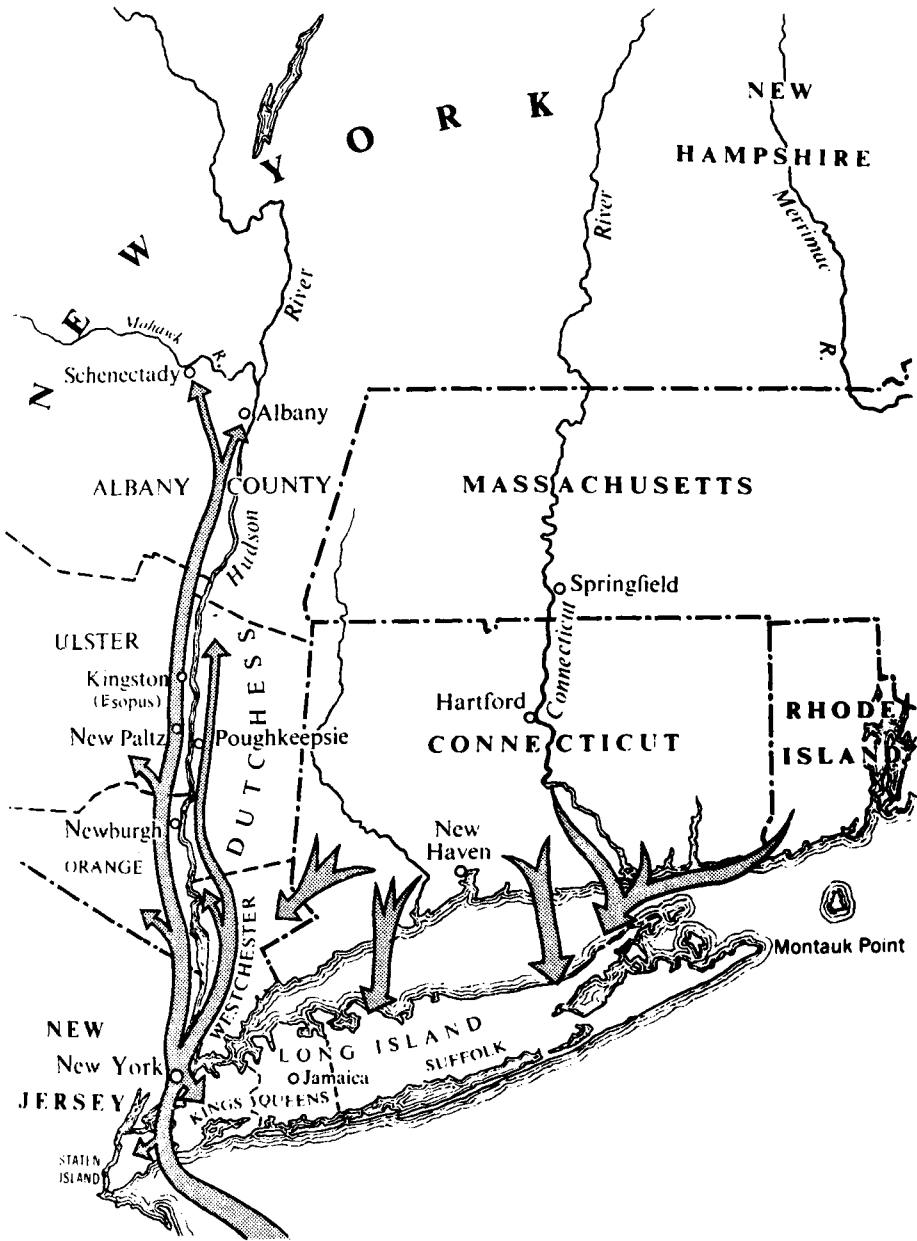 NEW YORK
NEW
HAMPSHIRE
River
Merrimac
R.
River
Mohawk
R.
Schenectady
Albany
ALBANY COUNTY
MASSACHUSETTS
Hudson
Springfield
Connecticut
ULSTER
Kingston
(Esopus)
DUTCHESS
Hartford
RHODE
ISLAND
New Paltz
Poughkeepsie
CONNECTICUT
Newburgh
ORANGE
New
Haven
WESTCHESTER
Montauk Point
NEW
JERSEY
New York
LONG ISLAND
SUFFOLK
Jamaica
KINGS
QUEENS
STATEN
ISLAND